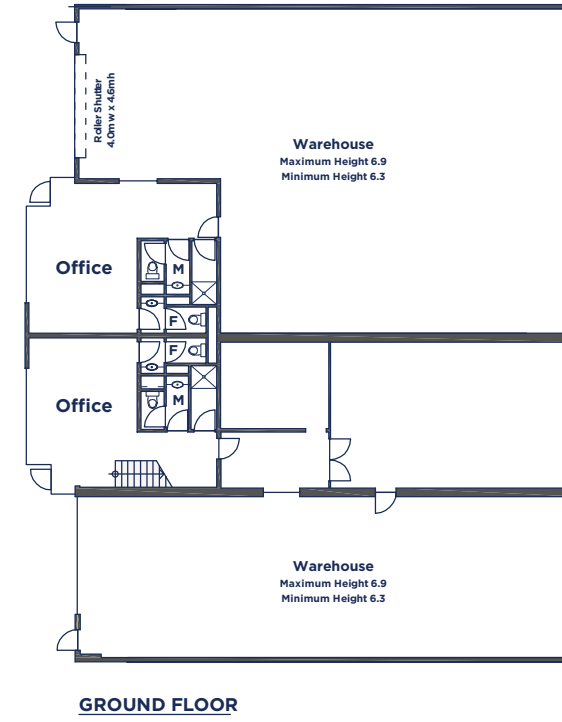 Roller Shutter
4.0m w x 4.6mh
Warehouse
Maximum Height 6.9
Minimum Height 6.3
Office
M
F
F
Office
M
Warehouse
Maximum Height 6.9
Minimum Height 6.3
GROUND FLOOR